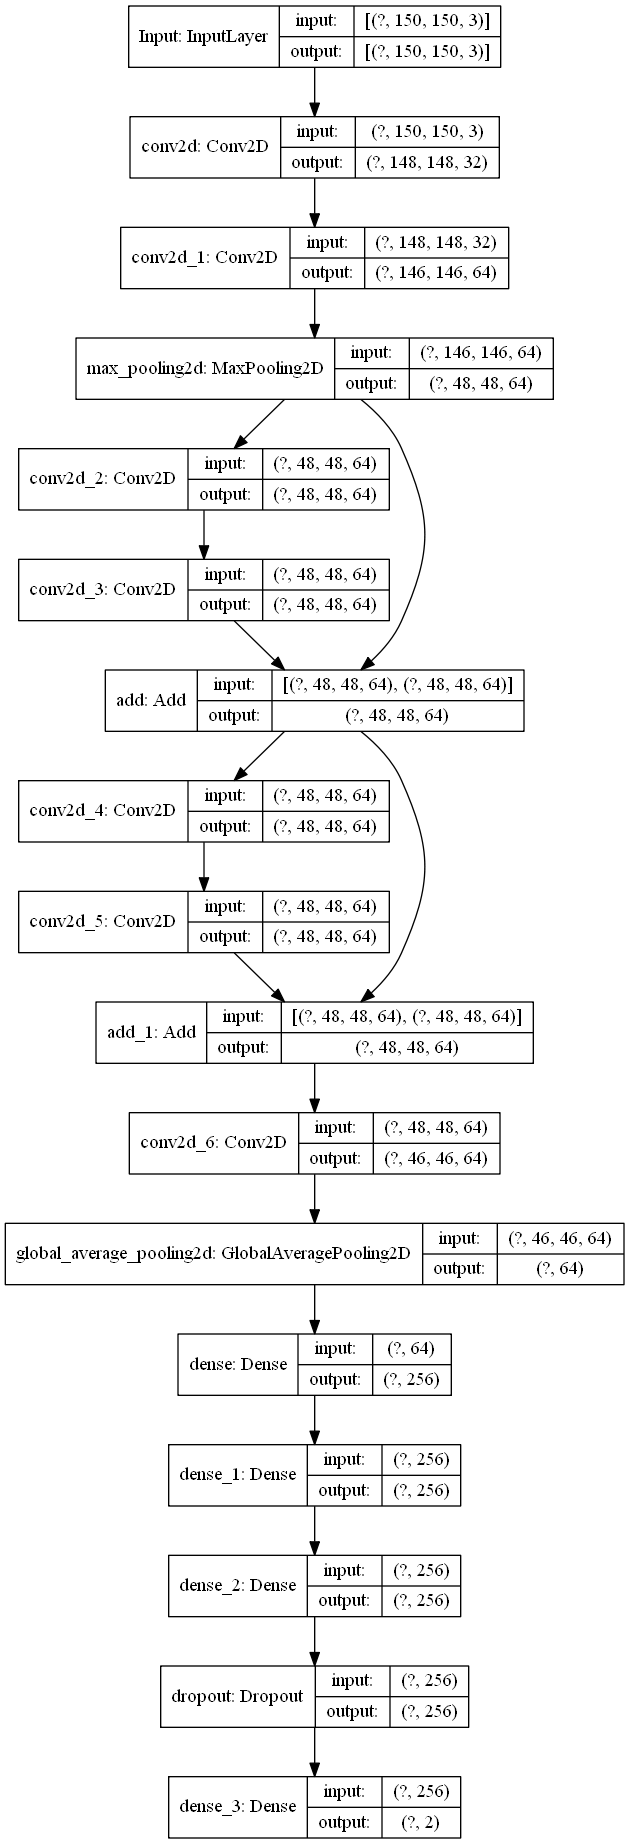 Input: InputLayer input: [(?, 150, 150, 3)]
output: [(?, 150, 150, 3)]
conv2d: Conv2D input: (?, 150, 150, 3)
output: (?, 148, 148, 32)
conv2d_1: Conv2D input: (?, 148, 148, 32)
output: (?, 146, 146, 64)
max_pooling2d: MaxPooling2D input: (?, 146, 146, 64)
output: (?, 48, 48, 64)
conv2d_2: Conv2D input: (?, 48, 48, 64)
output: (?, 48, 48, 64)
conv2d_3: Conv2D input: (?, 48, 48, 64)
output: (?, 48, 48, 64)
add: Add input: [(?, 48, 48, 64), (?, 48, 48, 64)]
output: (?, 48, 48, 64)
conv2d_4: Conv2D input: (?, 48, 48, 64)
output: (?, 48, 48, 64)
conv2d_5: Conv2D input: (?, 48, 48, 64)
output: (?, 48, 48, 64)
add_1: Add input: [(?, 48, 48, 64), (?, 48, 48, 64)]
output: (?, 48, 48, 64)
conv2d_6: Conv2D input: (?, 48, 48, 64)
output: (?, 46, 46, 64)
global_average_pooling2d: GlobalAveragePooling2D input: (?, 46, 46, 64)
output: (?, 64)
dense: Dense input: (?, 64)
output: (?, 256)
dense_1: Dense input: (?, 256)
output: (?, 256)
dense_2: Dense input: (?, 256)
output: (?, 256)
dropout: Dropout input: (?, 256)
output: (?, 256)
dense_3: Dense input: (?, 256)
output: (?, 2)